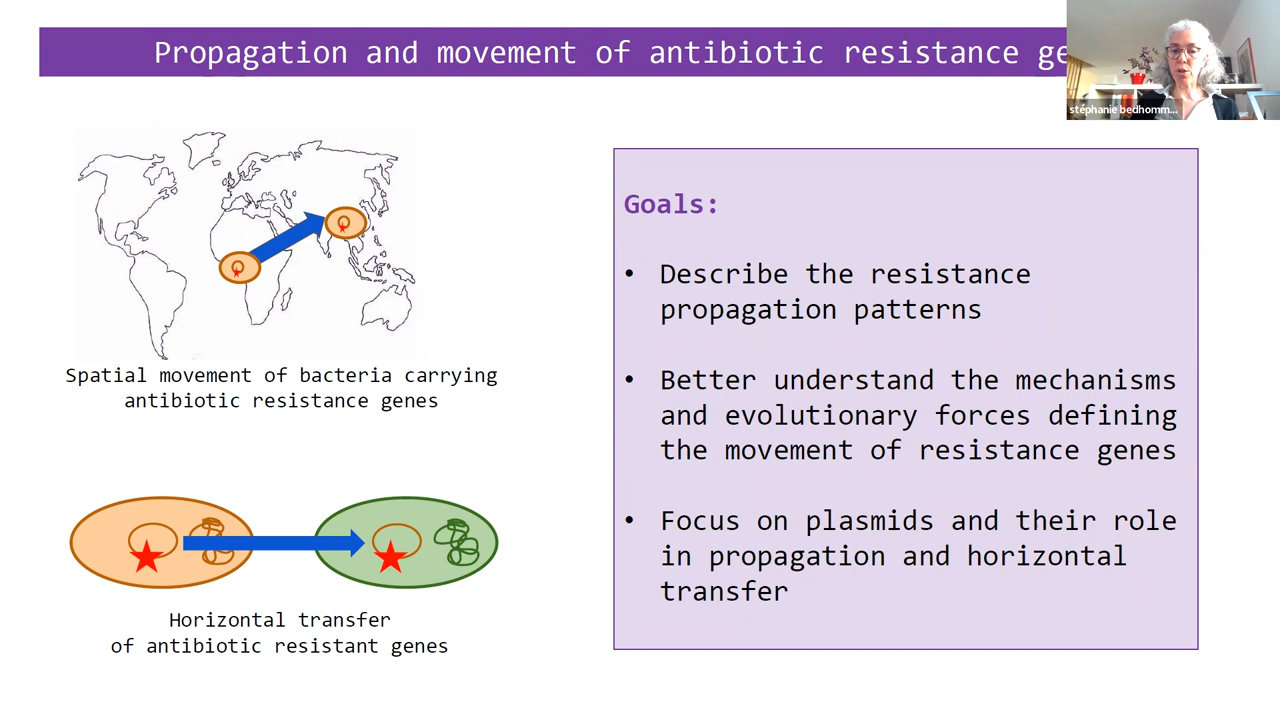 Propagation and movement of antibiotic resistance ge
stéphanie bedhomm...
Spatial movement of bacteria carrying
antibiotic resistance genes
Horizontal transfer
of antibiotic resistant genes
Goals:
• Describe the resistance
propagation patterns
• Better understand the mechanisms
and evolutionary forces defining
the movement of resistance genes
• Focus on plasmids and their role
in propagation and horizontal
transfer